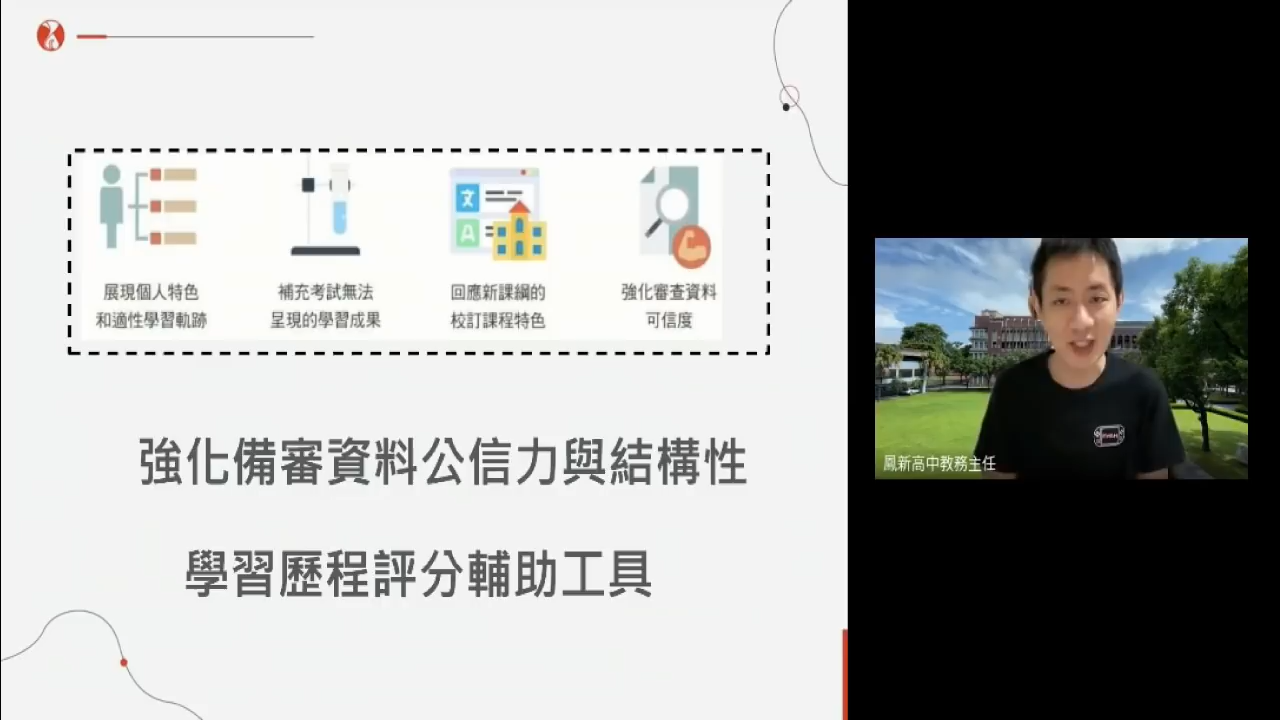 展現個人特色
和適性學習軌跡
補充考試無法
呈現的學習成果
文
A
回應新課綱的
校訂課程特色
強化審查資料
可信度
強化備審資料公信力與結構性
學習歷程評分輔助工具
鳳新高中教務主任